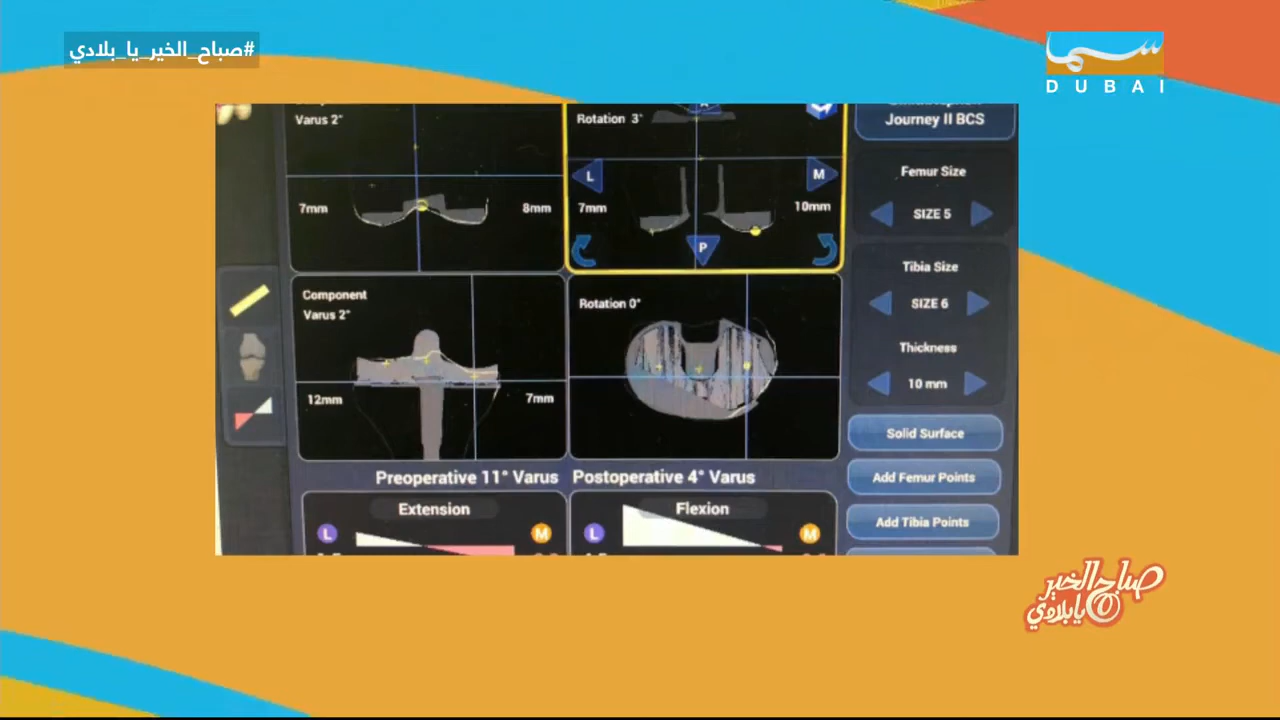 #صباح_الخير_يا_بلادي
سما
DUBAI
Varus 2°
7mm
8mm
Rotation 3°
A
L
M
7mm
10mm
P
Journey II BCS
Femur Size
SIZE 5
Tibia Size
SIZE 6
Thickness
10 mm
Component
Varus 2°
12mm
7mm
Rotation 0°
Preoperative 11° Varus
Postoperative 4° Varus
Solid Surface
Add Femur Points
Add Tibia Points
Extension
L
M
Flexion
L
M
صباح الخير
يا بلادي